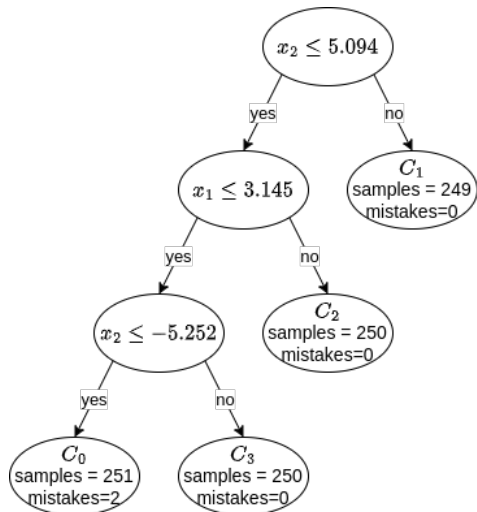 x₂ ≤ 5.094
yes
no
x₁ ≤ 3.145
C₁
samples = 249
mistakes=0
yes
no
x₂ ≤ −5.252
C₂
samples = 250
mistakes=0
yes
no
C₀
samples = 251
mistakes=2
C₃
samples = 250
mistakes=0